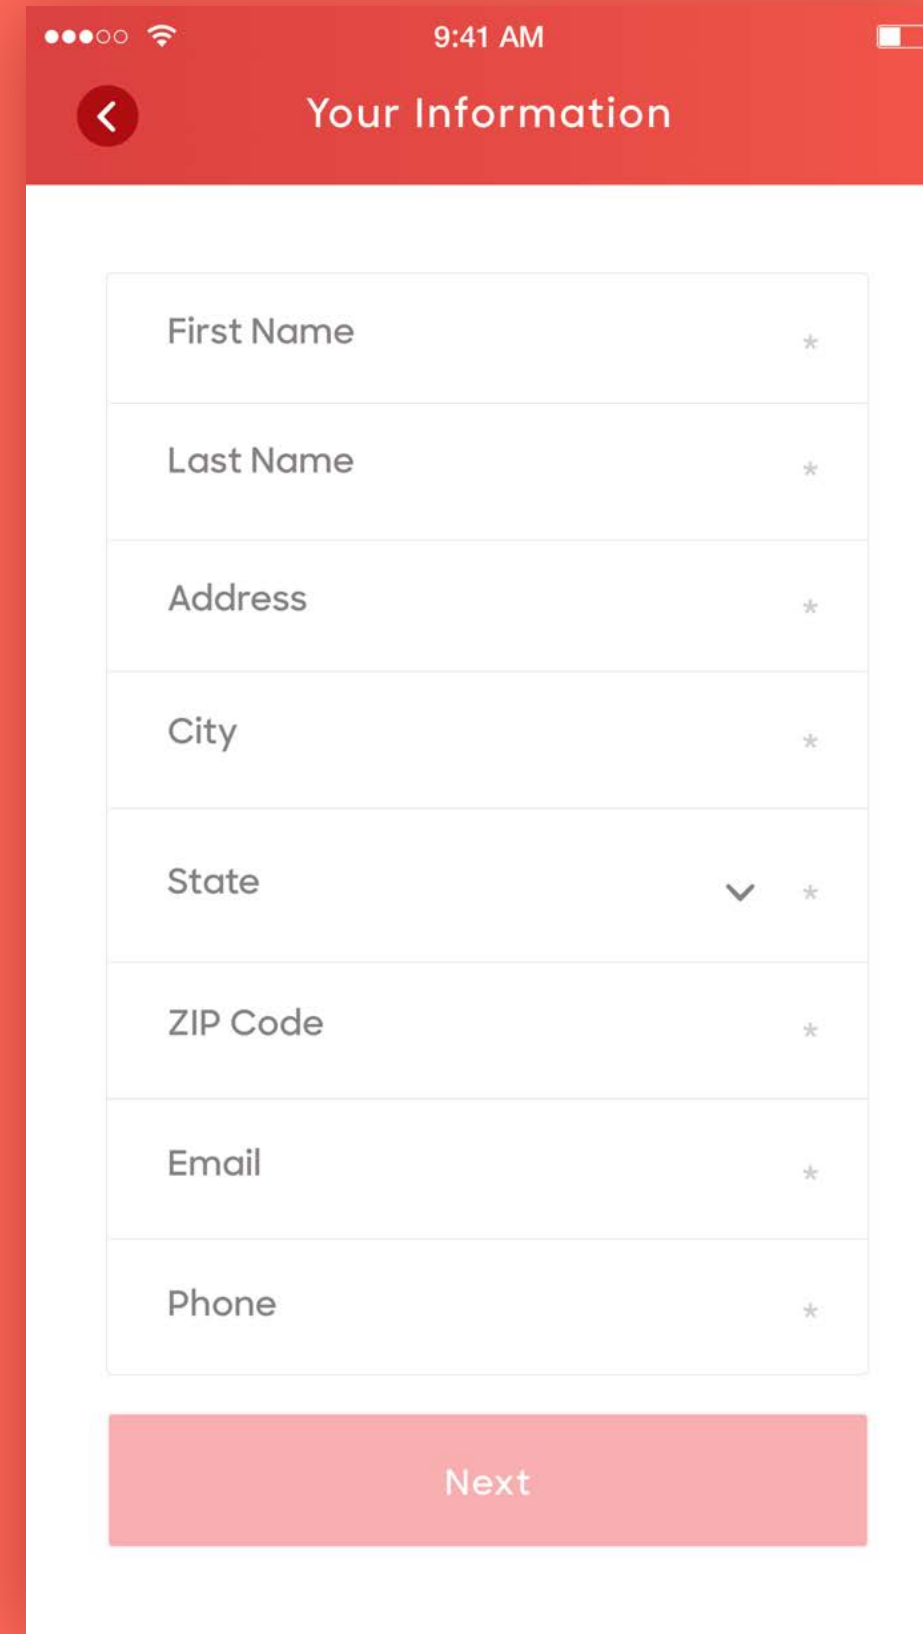 9:41 AM
Your Information
First Name *
Last Name *
Address *
City *
State *
ZIP Code *
Email *
Phone *
Next